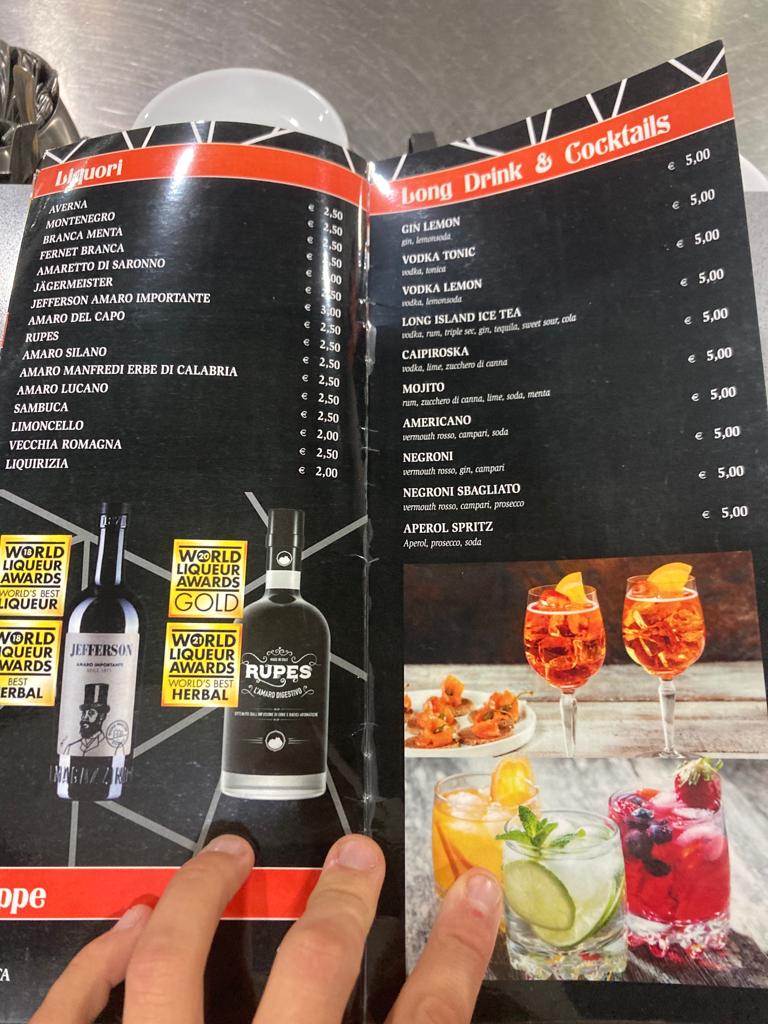 Liquori
AVERNA € 2,50
MONTENEGRO € 2,50
BRANCA MENTA € 2,50
FERNET BRANCA €
AMARETTO DI SARONNO €
JÄGERMEISTER € 2,50
JEFFERSON AMARO IMPORTANTE € 3,00
AMARO DEL CAPO € 2,50
RUPES € 2,50
AMARO SILANO € 2,50
AMARO MANFREDI ERBE DI CALABRIA € 2,50
AMARO LUCANO € 2,50
SAMBUCA € 2,50
LIMONCELLO € 2,00
VECCHIA ROMAGNA € 2,50
LIQUIRIZIA € 2,00
WORLD
LIQUEUR
AWARDS
WORLD'S BEST
LIQUEUR
WORLD
LIQUEUR
AWARDS
BEST
HERBAL
JEFFERSON
AMARO IMPORTANTE
20
WORLD
LIQUEUR
AWARDS
GOLD
21
WORLD
LIQUEUR
AWARDS
WORLD'S BEST
HERBAL
MADE IN ITALY
RUPES
L'AMARO DIGESTIVO
ppe
TA
Long Drink & Cocktails
GIN LEMON € 5,00
gin, lemonsoda
VODKA TONIC € 5,00
vodka, tonica
VODKA LEMON € 5,00
vodka, lemonsoda
LONG ISLAND ICE TEA € 5,00
vodka, rum, triple sec, gin, tequila, sweet sour, cola
CAIPIROSKA € 5,00
vodka, lime, zucchero di canna
MOJITO € 5,00
rum, zucchero di canna, lime, soda, menta
AMERICANO € 5,00
vermouth rosso, campari, soda
NEGRONI € 5,00
vermouth rosso, gin, campari
NEGRONI SBAGLIATO € 5,00
vermouth rosso, campari, prosecco
APEROL SPRITZ € 5,00
Aperol, prosecco, soda